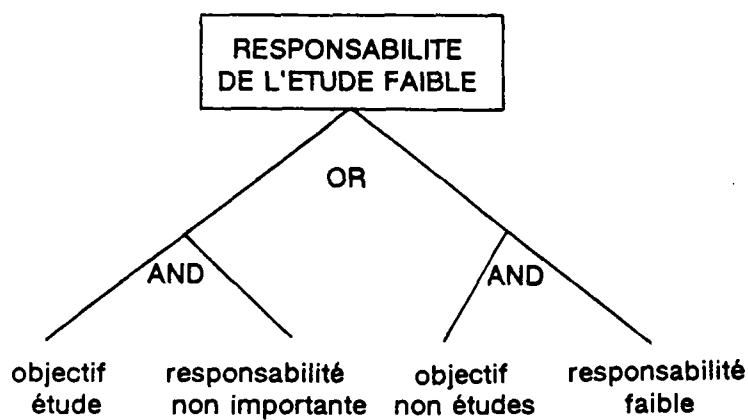 RESPONSABILITE
DE L'ETUDE FAIBLE
OR
AND
AND
objectif
étude
responsabilité
non importante
objectif
non études
responsabilité
faible